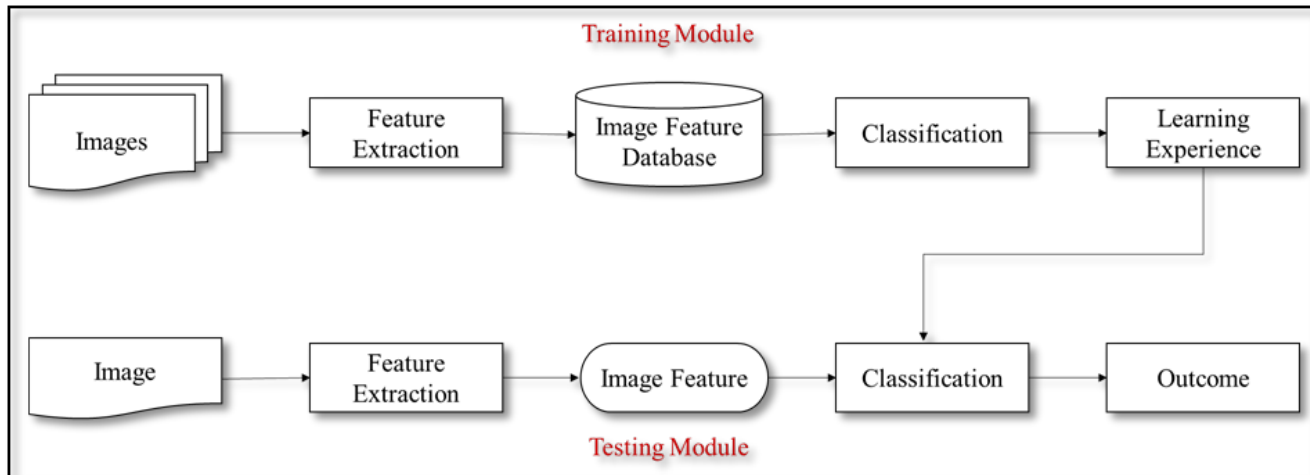 Training Module
Images
Feature
Extraction
Image Feature
Database
Classification
Learning
Experience
Image
Feature
Extraction
Image Feature
Classification
Outcome
Testing Module